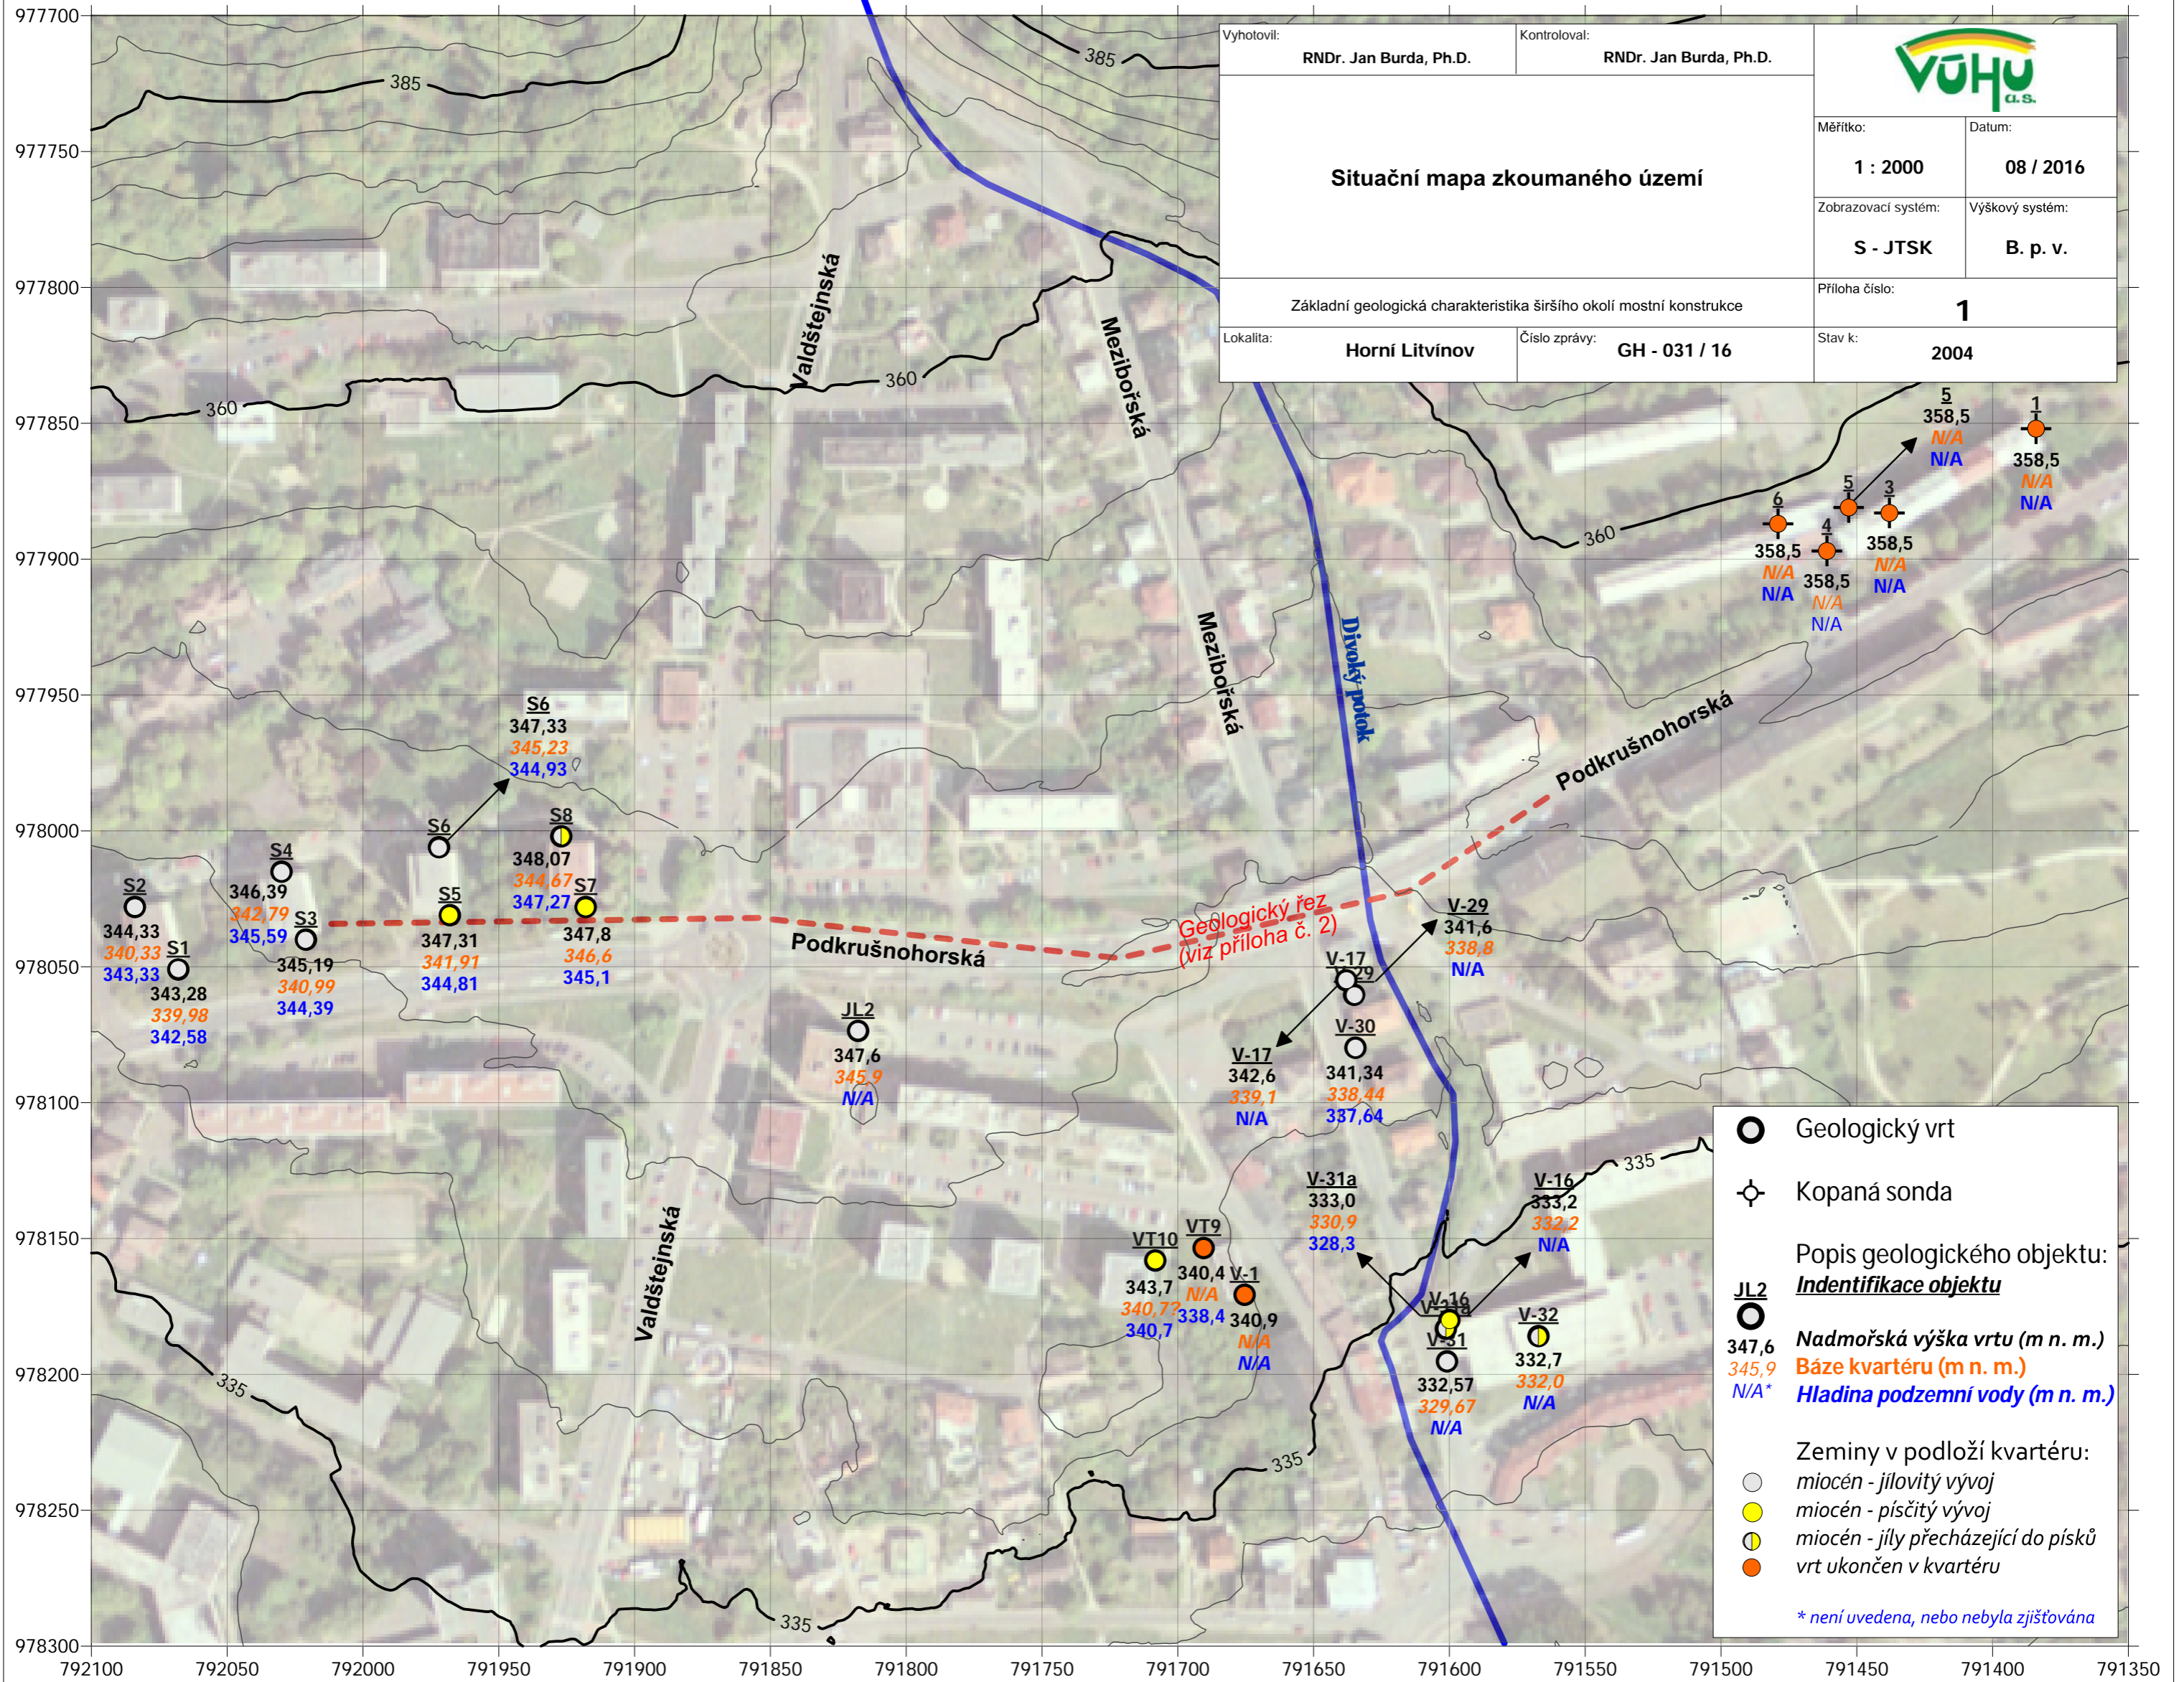 977700
977750
977800
977850
977900
977950
978000
978050
978100
978150
978200
978250
978300
792100
792050
792000
791950
791900
791850
791800
791750
791700
791650
791600
791550
791500
791450
791400
791350
Vyhotovil:
RNDr. Jan Burda, Ph.D.
Kontroloval:
RNDr. Jan Burda, Ph.D.
VÚHU
a.s.
Situační mapa zkoumaného území
Měřítko:
1 : 2000
Datum:
08 / 2016
Zobrazovací systém:
S - JTSK
Výškový systém:
B. p. v.
Základní geologická charakteristika širšího okolí mostní konstrukce
Příloha číslo:
1
Lokalita:
Horní Litvínov
Číslo zprávy:
GH - 031 / 16
Stav k:
2004
385
385
360
360
360
335
335
335
335
Valdštejnská
Meziborřská
Meziborřská
Divoký potok
Podkrušnohorská
Podkrušnohorská
Valdštejnská
Geologický řez
(viz příloha č. 2)
5
358,5
N/A
N/A
1
358,5
N/A
N/A
6
358,5
N/A
N/A
5
3
358,5
N/A
N/A
4
358,5
N/A
N/A
S6
347,33
345,23
344,93
S6
S8
348,07
344,67
347,27
S4
346,39
342,79
345,59
S2
344,33
340,33
343,33
S1
343,28
339,98
342,58
S3
345,19
340,99
344,39
S5
347,31
341,91
344,81
S7
347,8
346,6
345,1
JL2
347,6
345,9
N/A
V-29
341,6
338,8
N/A
V-17
V-29
V-17
342,6
339,1
N/A
V-30
341,34
338,44
337,64
V-31a
333,0
330,9
328,3
V-16
333,2
332,2
N/A
VT10
343,7
340,7?
340,7
VT9
340,4
N/A
338,4
V-1
340,9
N/A
N/A
V-16
V-31a
V-31
332,57
329,67
N/A
V-32
332,7
332,0
N/A
Geologický vrt
Kopaná sonda
Popis geologického objektu:
JL2 Indentifikace objektu
347,6 Nadmořská výška vrtu (m n. m.)
345,9 Báze kvartéru (m n. m.)
N/A* Hladina podzemní vody (m n. m.)
Zeminy v podloží kvartéru:
miocén - jílovitý vývoj
miocén - písčitý vývoj
miocén - jíly přecházející do písků
vrt ukončen v kvartéru
* není uvedena, nebo nebyla zjišťována